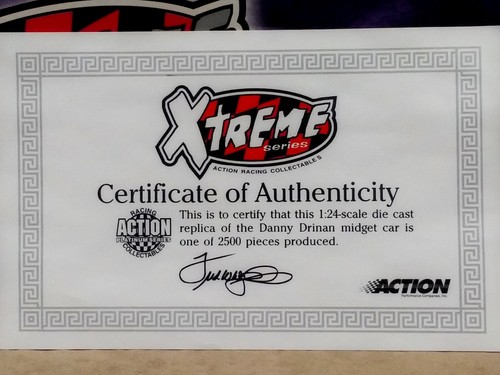 XTREME
series
ACTION RACING COLLECTABLES
Certificate of Authenticity
RACING
ACTION
PLATINUM SERIES
COLLECTABLES
This is to certify that this 1:24-scale die cast
replica of the Danny Drinan midget car is
one of 2500 pieces produced.
ACTION
Performance Companies, Inc.